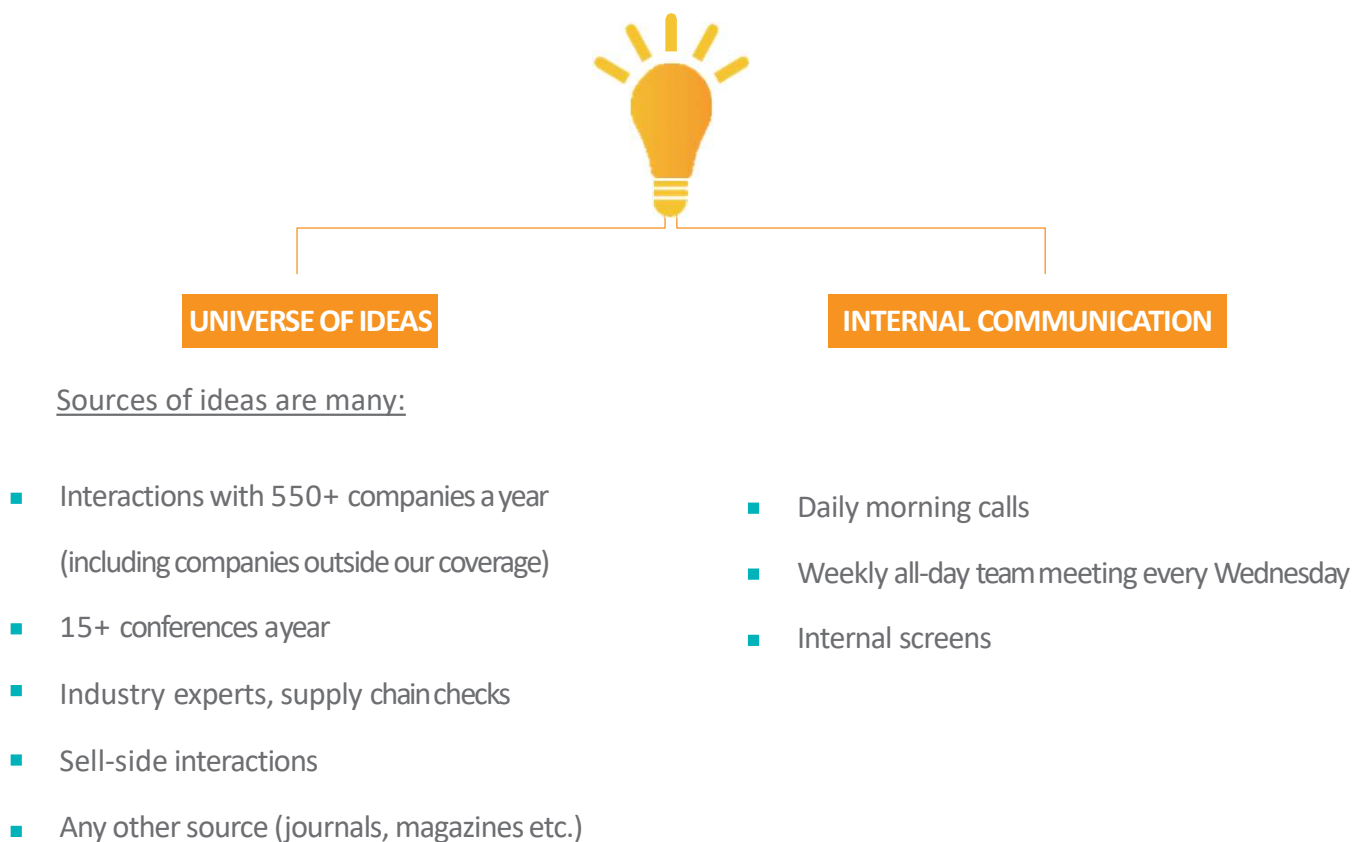 UNIVERSE OF IDEAS
Sources of ideas are many:
Interactions with 550+ companies a year
(including companies outside our coverage)
15+ conferences a year
Industry experts, supply chain checks
Sell-side interactions
Any other source (journals, magazines etc.)
INTERNAL COMMUNICATION
Daily morning calls
Weekly all-day team meeting every Wednesday
Internal screens